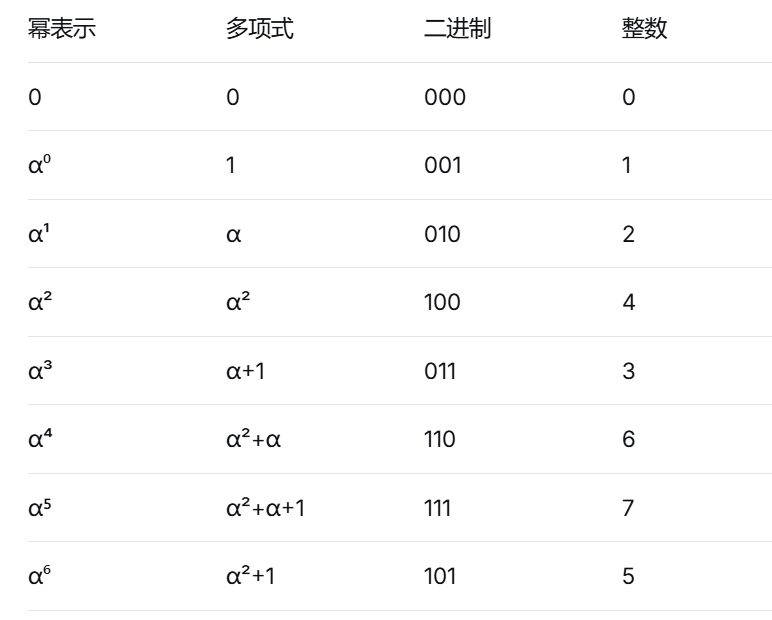 幂表示 多项式 二进制 整数
0 0 000 0
α⁰ 1 001 1
α¹ α 010 2
α² α² 100 4
α³ α+1 011 3
α⁴ α²+α 110 6
α⁵ α²+α+1 111 7
α⁶ α²+1 101 5